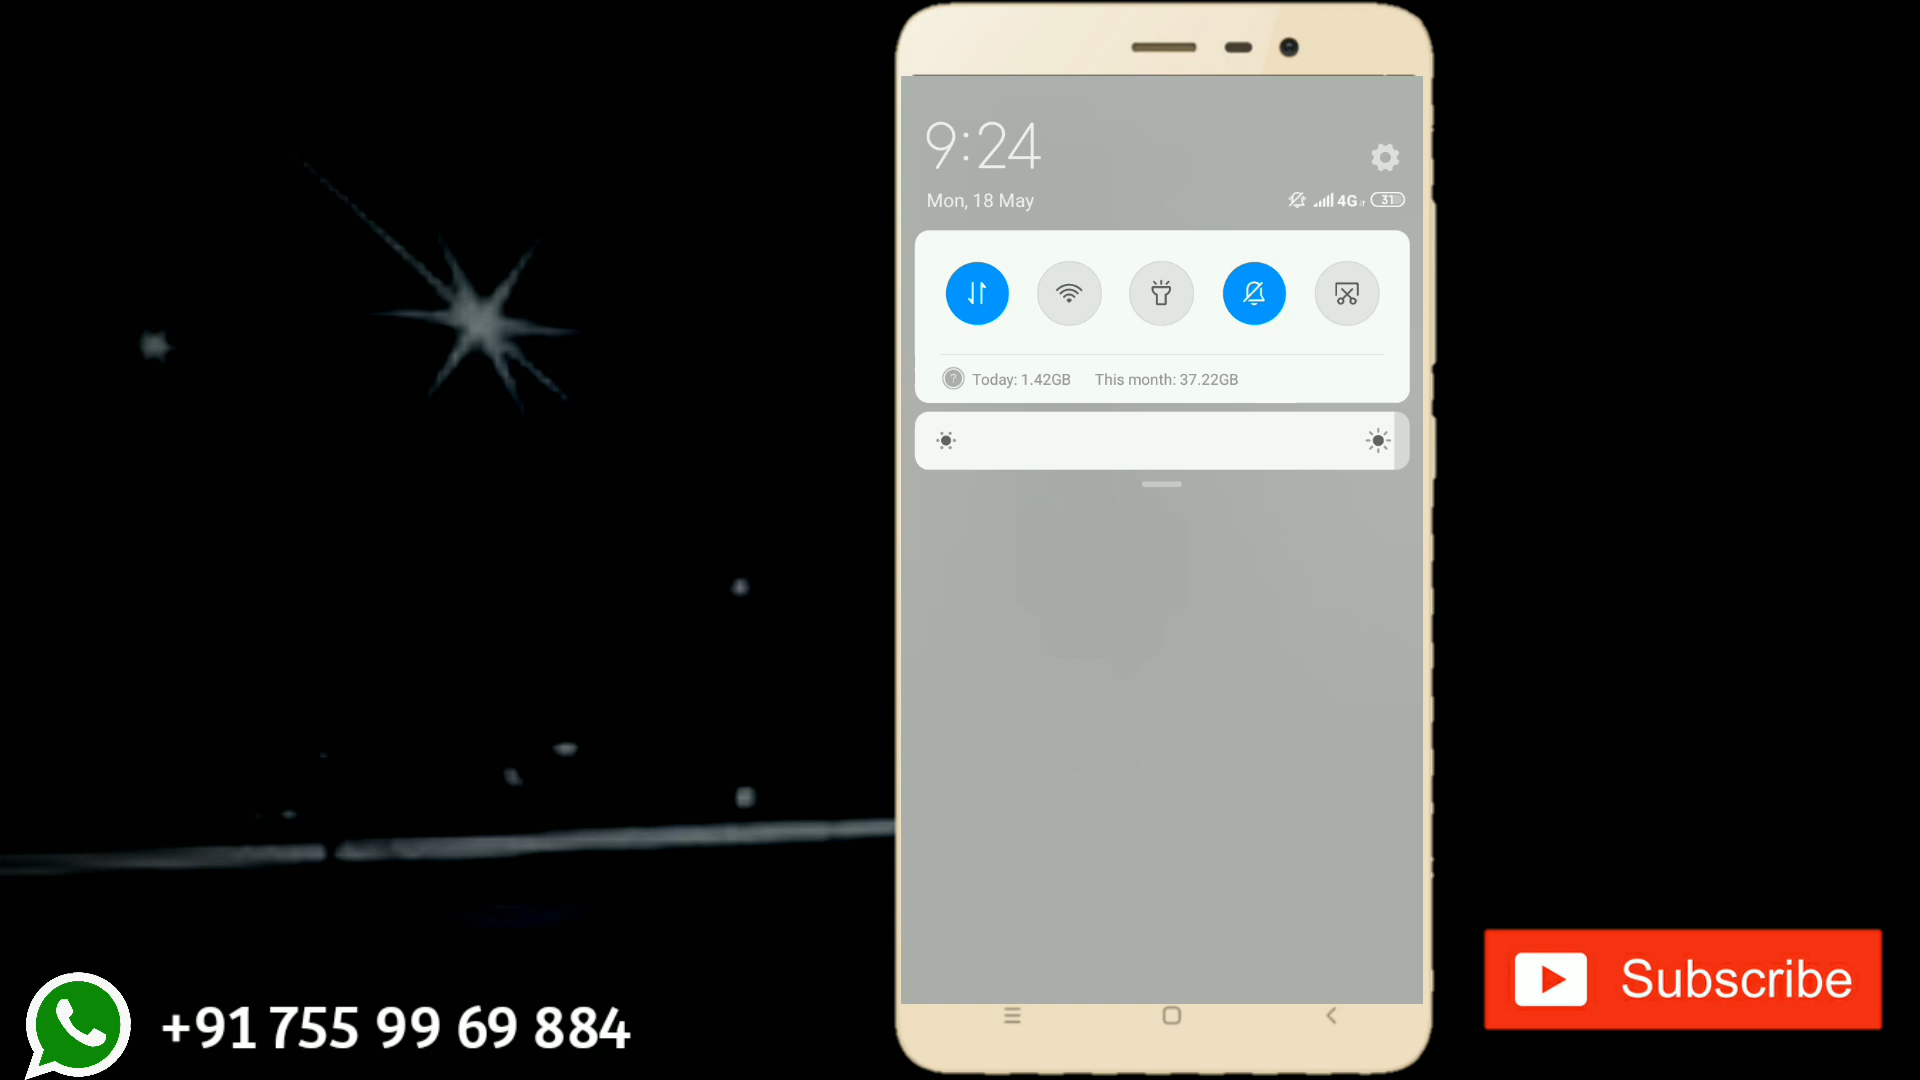 9:24
Mon, 18 May
4G
31
Today: 1.42GB This month: 37.22GB
+91 755 99 69 884
Subscribe